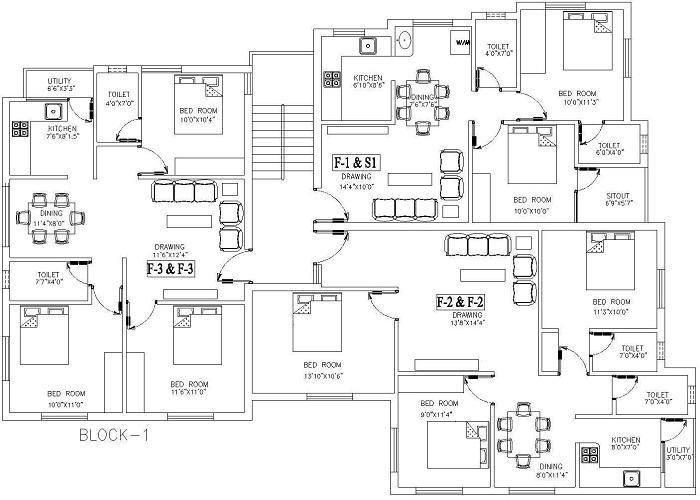 UTILITY
6'6"X3'3"
TOILET
4'0"X7'0"
BED ROOM
10'0"X10'4"
KITCHEN
7'6"X8'1.5"
DINING
11'4"X8'0"
DRAWING
11'6"X12'4"
F-3 & F-3
TOILET
7'7"X4'0"
BED ROOM
10'0"X11'0"
BED ROOM
11'6"X11'0"
BLOCK-1
KITCHEN
6'10"X8'6"
W/M
DINING
7'6"X7'6"
TOILET
4'0"X7'0"
BED ROOM
10'0"X11'3"
F-1 & S1
DRAWING
14'4"X10'0"
BED ROOM
10'0"X10'0"
TOILET
6'0"X4'0"
SITOUT
6'9"X5'7"
F-2 & F-2
DRAWING
13'8"X14'4"
BED ROOM
11'3"X10'0"
TOILET
7'0"X4'0"
BED ROOM
13'10"X10'6"
BED ROOM
9'0"X11'4"
TOILET
7'0"X4'0"
DINING
8'0"X11'4"
KITCHEN
8'0"X7'0"
UTILITY
3'0"X7'0"